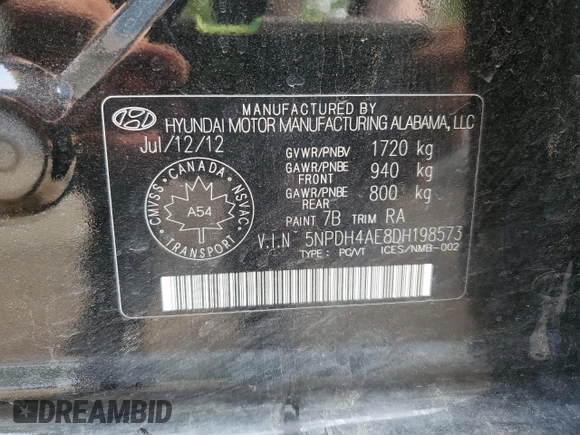 MANUFACTURED BY
HYUNDAI MOTOR MANUFACTURING ALABAMA, LLC
Jul/12/12
GVWR/PNBV 1720 kg
GAWR/PNBE FRONT 940 kg
GAWR/PNBE REAR 800 kg
PAINT 7B TRIM RA
V.I.N 5NPDH4AE8DH198573
TYPE : PC/VT ICES/NMB-002
CANADA
CMVSS NSVAC
A54
TRANSPORT
DREAMBID